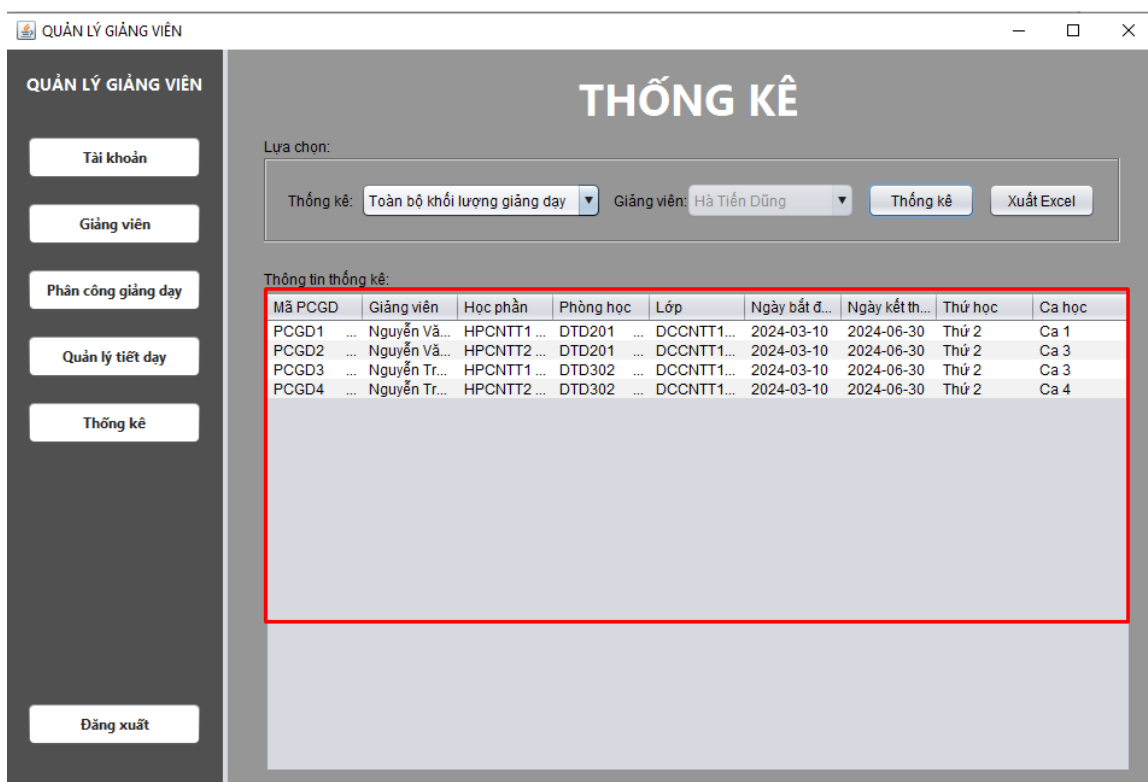 QUẢN LÝ GIẢNG VIÊN
QUẢN LÝ GIẢNG VIÊN
Tài khoản
Giảng viên
Phân công giảng dạy
Quản lý tiết dạy
Thống kê
Đăng xuất
THỐNG KÊ
Lựa chọn:
Thống kê: Toàn bộ khối lượng giảng dạy Giảng viên: Hà Tiến Dũng Thống kê Xuất Excel
Thông tin thống kê:
Mã PCGD Giảng viên Học phần Phòng học Lớp Ngày bắt đ... Ngày kết th... Thứ học Ca học
PCGD1 ... Nguyễn Vă... HPCNTT1 ... DTD201 ... DCCNTT1... 2024-03-10 2024-06-30 Thứ 2 Ca 1
PCGD2 ... Nguyễn Vă... HPCNTT2 ... DTD201 ... DCCNTT1... 2024-03-10 2024-06-30 Thứ 2 Ca 3
PCGD3 ... Nguyễn Tr... HPCNTT1 ... DTD302 ... DCCNTT1... 2024-03-10 2024-06-30 Thứ 2 Ca 3
PCGD4 ... Nguyễn Tr... HPCNTT2 ... DTD302 ... DCCNTT1... 2024-03-10 2024-06-30 Thứ 2 Ca 4